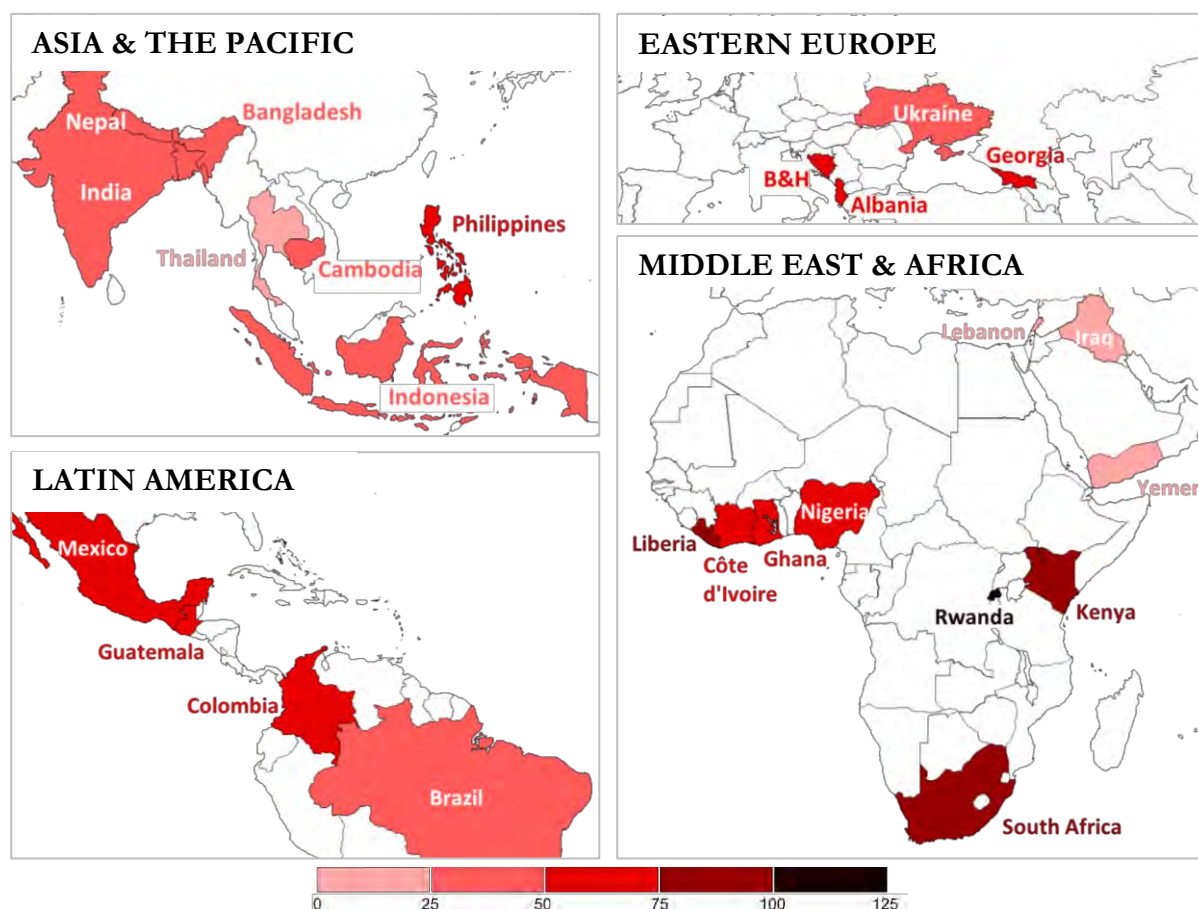 ASIA & THE PACIFIC
Nepal
Bangladesh
India
Philippines
Thailand
Cambodia
Indonesia
EASTERN EUROPE
Ukraine
Georgia
B&H
Albania
LATIN AMERICA
Mexico
Guatemala
Colombia
Brazil
MIDDLE EAST & AFRICA
Lebanon
Iraq
Yemen
Nigeria
Liberia
Ghana
Côte
d'Ivoire
Rwanda
Kenya
South Africa
0 25 50 75 100 125